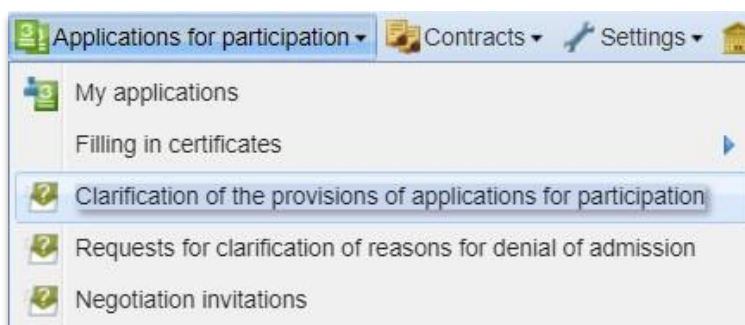 Applications for participation Contracts Settings
My applications
Filling in certificates
Clarification of the provisions of applications for participation
Requests for clarification of reasons for denial of admission
Negotiation invitations